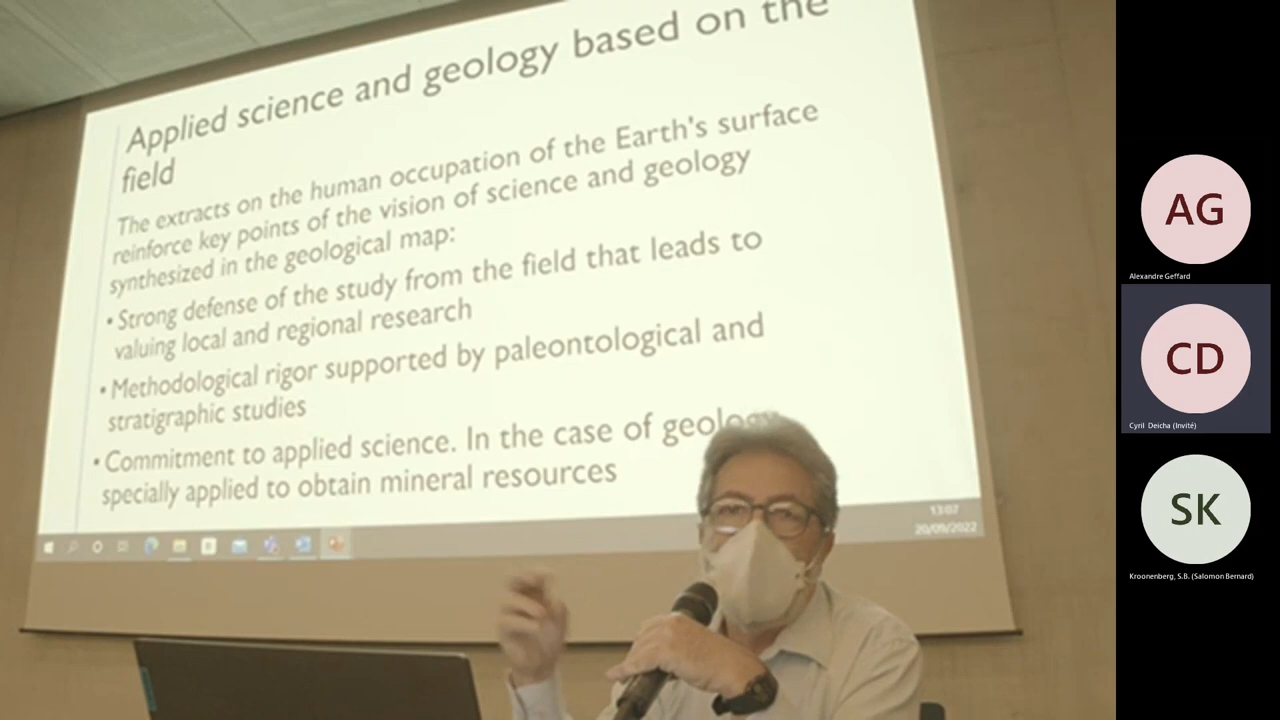 Applied science and geology based on the
field
The extracts on the human occupation of the Earth's surface
reinforce key points of the vision of science and geology
synthesized in the geological map:
• Strong defense of the study from the field that leads to
valuing local and regional research
• Methodological rigor supported by paleontological and
stratigraphic studies
• Commitment to applied science. In the case of geology
specially applied to obtain mineral resources
13:07
20/09/2022
AG
Alexandre Geffard
CD
Cyril Deicha (Invité)
SK
Kroonenberg, S.B. (Salomon Bernard)